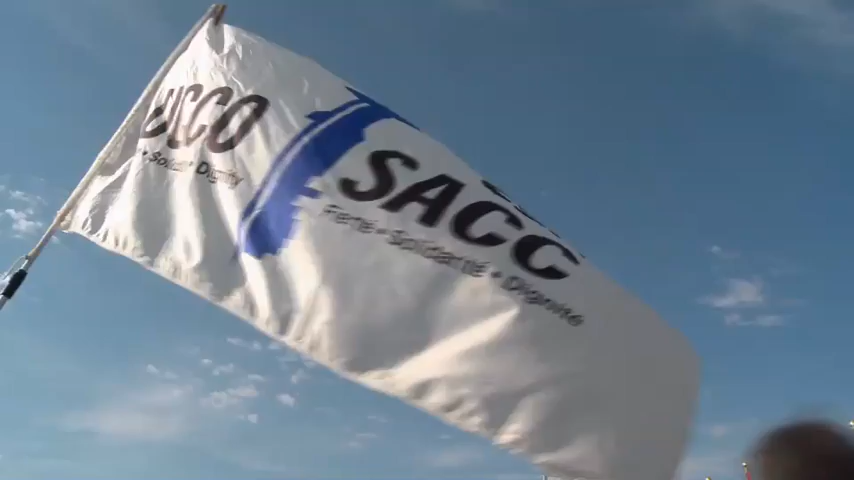 UCCO
Dignity
SACC
Fierté • Solidarité • Dignité